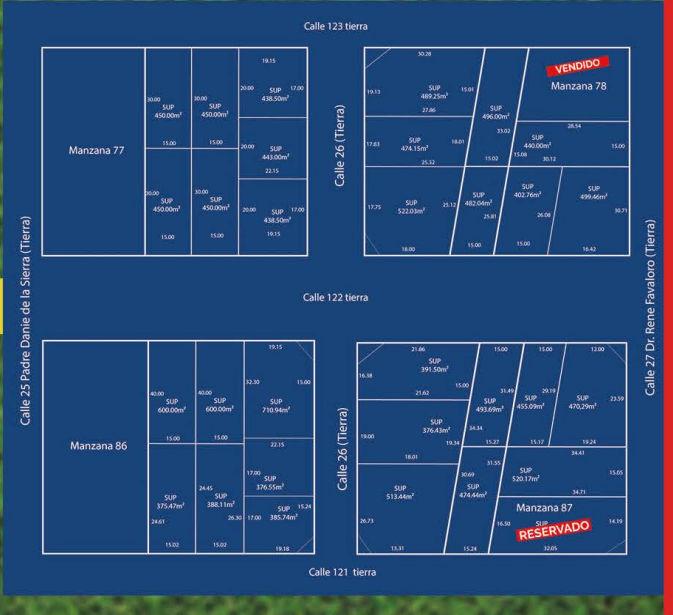 Calle 123 tierra
Calle 25 Padre Danie de la Sierra (Tierra)
Manzana 77
30.00
SUP
450.00m²
15.00
30.00
SUP
450.00m²
15.00
19.15
20.00
17.00
SUP
438.50m²
20.00
SUP
443.00m²
22.15
30.00
SUP
450.00m²
15.00
30.00
SUP
450.00m²
15.00
20.00
17.00
SUP
438.50m²
19.15
Calle 26 (Tierra)
30.28
19.13
SUP
489.25m²
15.01
27.86
17.63
SUP
474.15m²
18.01
25.32
17.75
SUP
522.03m²
25.12
18.00
SUP
496.00m²
33.02
15.02
SUP
482.04m²
25.81
15.00
VENDIDO
Manzana 78
28.54
SUP
440.00m²
15.00
15.08
30.12
SUP
402.76m²
26.08
15.00
SUP
499.46m²
30.71
16.42
Calle 27 Dr. Rene Favaloro (Tierra)
Calle 122 tierra
Manzana 86
40.00
SUP
600.00m²
15.00
40.00
SUP
600.00m²
15.00
19.15
32.30
15.00
SUP
710.94m²
22.15
SUP
375.47m²
24.61
15.02
24.45
SUP
388.11m²
26.30
15.02
17.00
SUP
376.55m²
17.00
SUP
385.74m²
15.24
19.18
Calle 26 (Tierra)
21.86
16.38
SUP
391.50m²
15.00
21.62
19.00
SUP
376.43m²
19.34
18.01
SUP
513.44m²
26.73
13.31
15.00
31.49
SUP
493.69m²
34.34
15.27
15.00
29.19
SUP
455.09m²
15.17
12.00
SUP
470,29m²
23.59
19.24
31.55
30.69
SUP
474.44m²
15.24
34.41
SUP
520.17m²
15.05
34.71
Manzana 87
16.50
SUP
14.19
RESERVADO
32.05
Calle 121 tierra